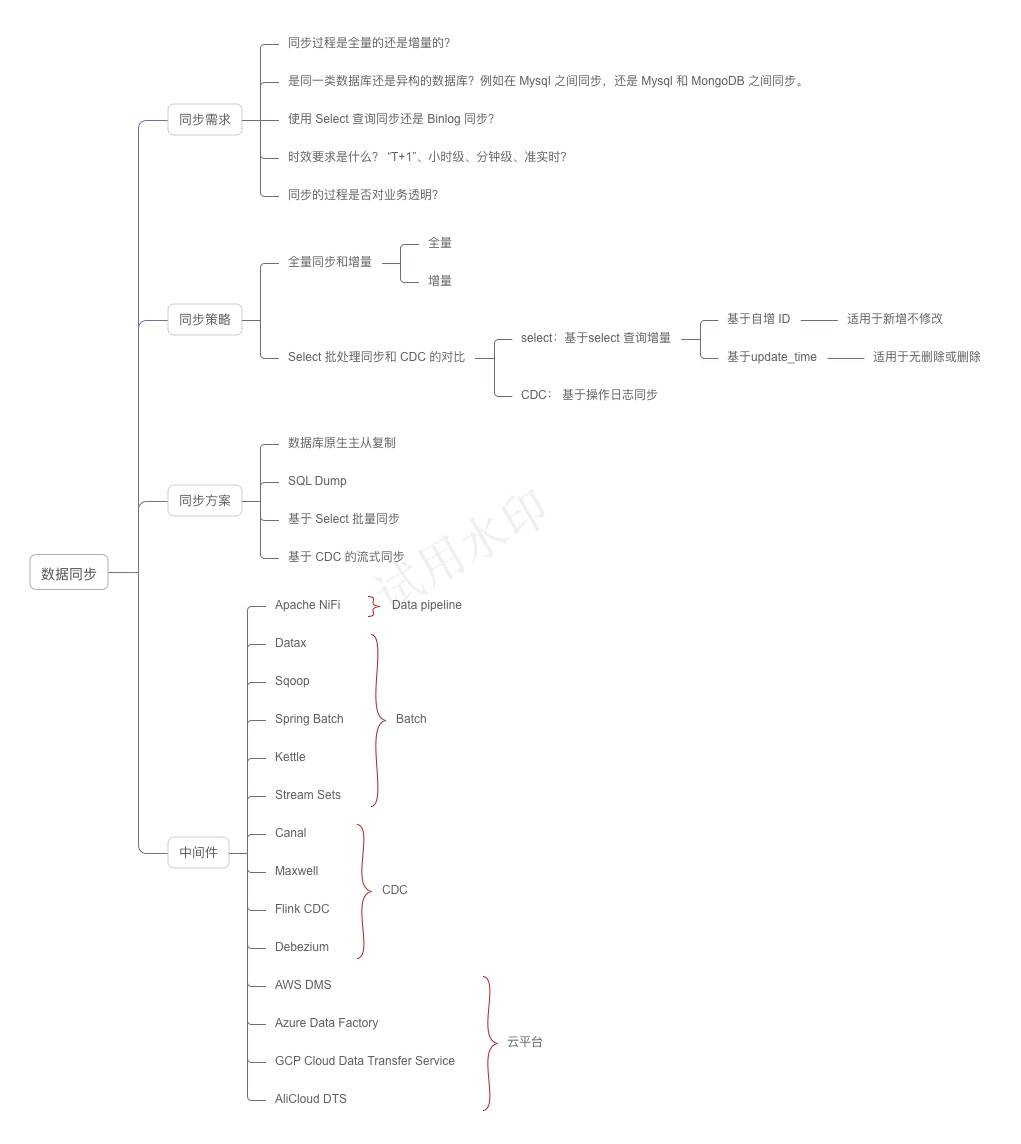 数据同步
同步需求
同步过程是全量的还是增量的？
是同一类数据库还是异构的数据库？例如在 Mysql 之间同步，还是 Mysql 和 MongoDB 之间同步。
使用 Select 查询同步还是 Binlog 同步？
时效要求是什么？ “T+1”、小时级、分钟级、准实时？
同步的过程是否对业务透明？
同步策略
全量同步和增量
全量
增量
Select 批处理同步和 CDC 的对比
select：基于select 查询增量
基于自增 ID
适用于新增不修改
基于update_time
适用于无删除或删除
CDC： 基于操作日志同步
同步方案
数据库原生主从复制
SQL Dump
基于 Select 批量同步
基于 CDC 的流式同步
中间件
Apache NiFi
Data pipeline
Datax
Sqoop
Spring Batch
Kettle
Stream Sets
Batch
Canal
Maxwell
Flink CDC
Debezium
CDC
AWS DMS
Azure Data Factory
GCP Cloud Data Transfer Service
AliCloud DTS
云平台
试用水印